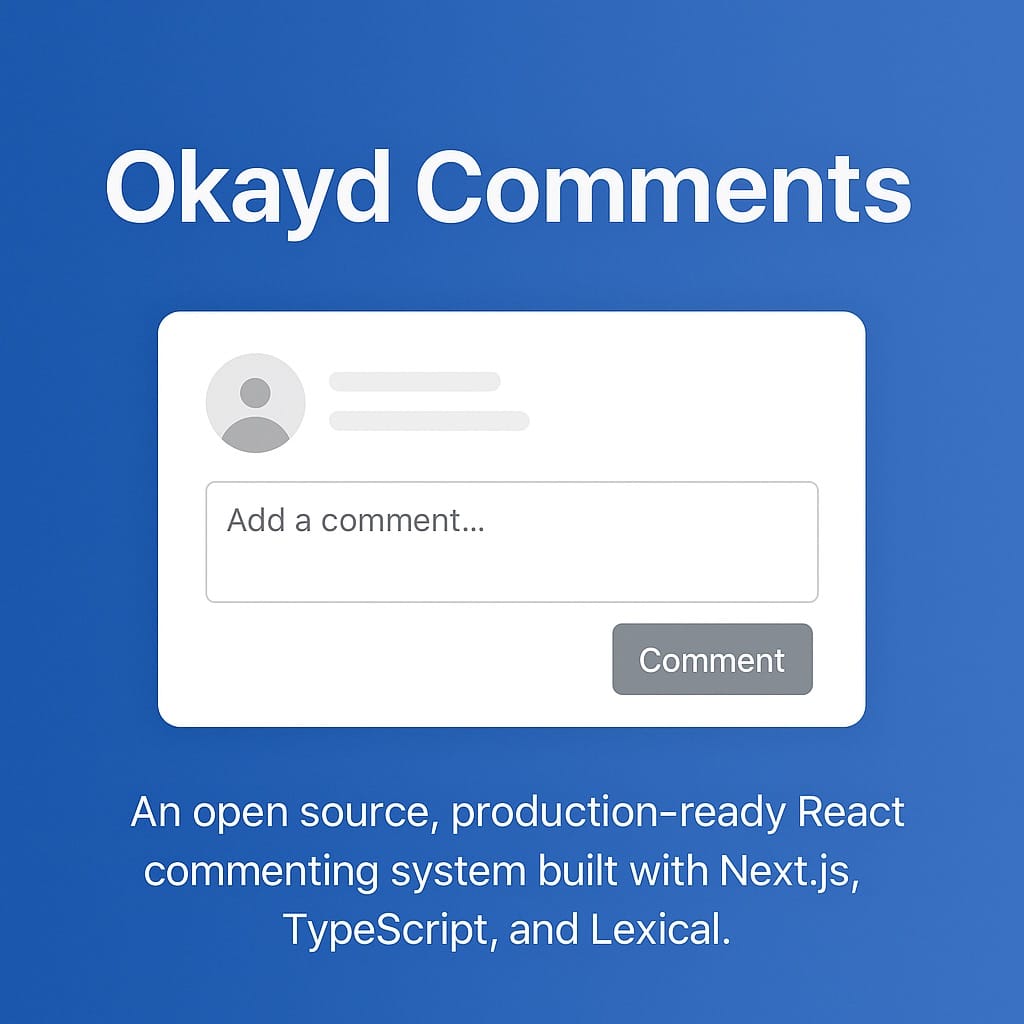 Okayd Comments
Add a comment...
Comment
An open source, production-ready React
commenting system built with Next.js,
TypeScript, and Lexical.